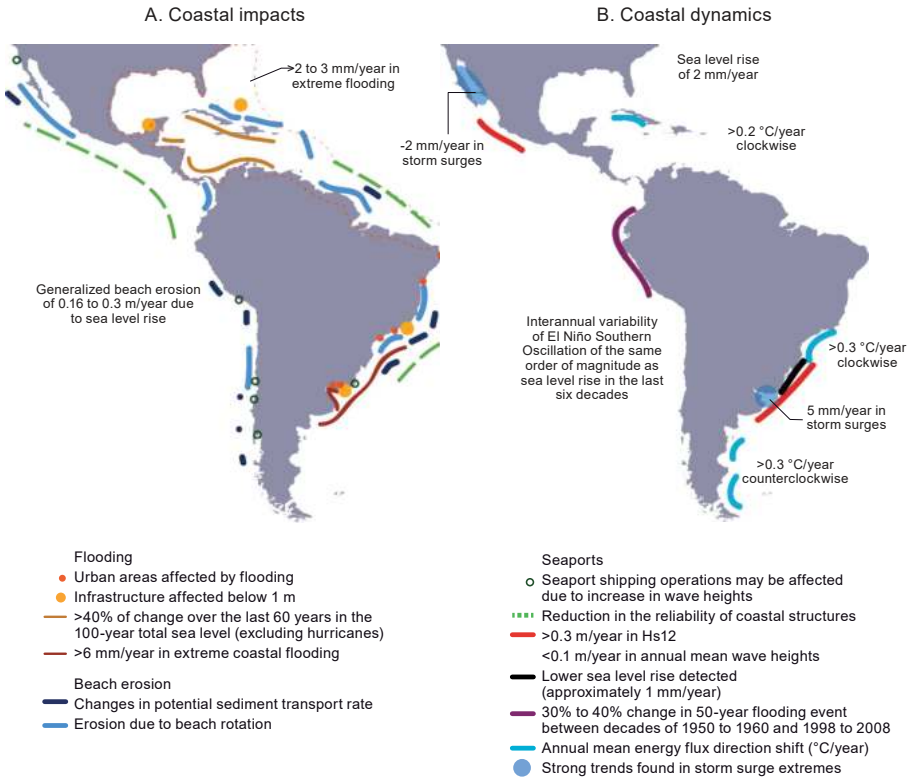 A. Coastal impacts
2 to 3 mm/year in
extreme flooding
Generalized beach erosion
of 0.16 to 0.3 m/year due
to sea level rise
Flooding
Urban areas affected by flooding
Infrastructure affected below 1 m
>40% of change over the last 60 years in the
100-year total sea level (excluding hurricanes)
>6 mm/year in extreme coastal flooding
Beach erosion
Changes in potential sediment transport rate
Erosion due to beach rotation
B. Coastal dynamics
Sea level rise
of 2 mm/year
-2 mm/year in
storm surges
>0.2 °C/year
clockwise
Interannual variability
of El Niño Southern
Oscillation of the same
order of magnitude as
sea level rise in the last
six decades
>0.3 °C/year
clockwise
5 mm/year in
storm surges
>0.3 °C/year
counterclockwise
Seaports
Seaport shipping operations may be affected
due to increase in wave heights
Reduction in the reliability of coastal structures
>0.3 m/year in Hs12
<0.1 m/year in annual mean wave heights
Lower sea level rise detected
(approximately 1 mm/year)
30% to 40% change in 50-year flooding event
between decades of 1950 to 1960 and 1998 to 2008
Annual mean energy flux direction shift (°C/year)
Strong trends found in storm surge extremes